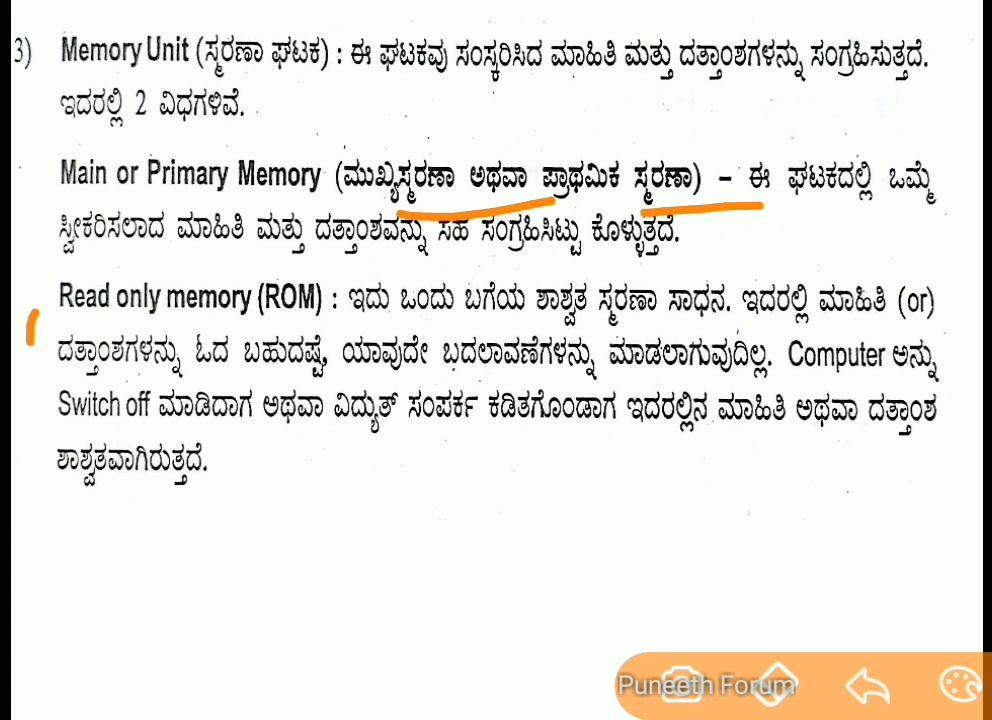 3) Memory Unit (ಸ್ಮರಣಾ ಘಟಕ) : ಈ ಘಟಕವು ಸಂಸ್ಕರಿಸಿದ ಮಾಹಿತಿ ಮತ್ತು ದತ್ತಾಂಶಗಳನ್ನು ಸಂಗ್ರಹಿಸುತ್ತದೆ.
ಇದರಲ್ಲಿ 2 ವಿಧಗಳಿವೆ.
Main or Primary Memory (ಮುಖ್ಯಸ್ಮರಣಾ ಅಥವಾ ಪ್ರಾಥಮಿಕ ಸ್ಮರಣಾ) – ಈ ಘಟಕದಲ್ಲಿ ಒಮ್ಮೆ
ಸ್ವೀಕರಿಸಲಾದ ಮಾಹಿತಿ ಮತ್ತು ದತ್ತಾಂಶವನ್ನು ಸಹ ಸಂಗ್ರಹಿಸಿಟ್ಟು ಕೊಳ್ಳುತ್ತದೆ.
Read only memory (ROM) : ಇದು ಒಂದು ಬಗೆಯ ಶಾಶ್ವತ ಸ್ಮರಣಾ ಸಾಧನ. ಇದರಲ್ಲಿ ಮಾಹಿತಿ (or)
ದತ್ತಾಂಶಗಳನ್ನು ಓದ ಬಹುದಷ್ಟೆ, ಯಾವುದೇ ಬದಲಾವಣೆಗಳನ್ನು ಮಾಡಲಾಗುವುದಿಲ್ಲ. Computer ಅನ್ನು
Switch off ಮಾಡಿದಾಗ ಅಥವಾ ವಿದ್ಯುತ್ ಸಂಪರ್ಕ ಕಡಿತಗೊಂಡಾಗ ಇದರಲ್ಲಿನ ಮಾಹಿತಿ ಅಥವಾ ದತ್ತಾಂಶ
ಶಾಶ್ವತವಾಗಿರುತ್ತದೆ.
Puneeth Forum